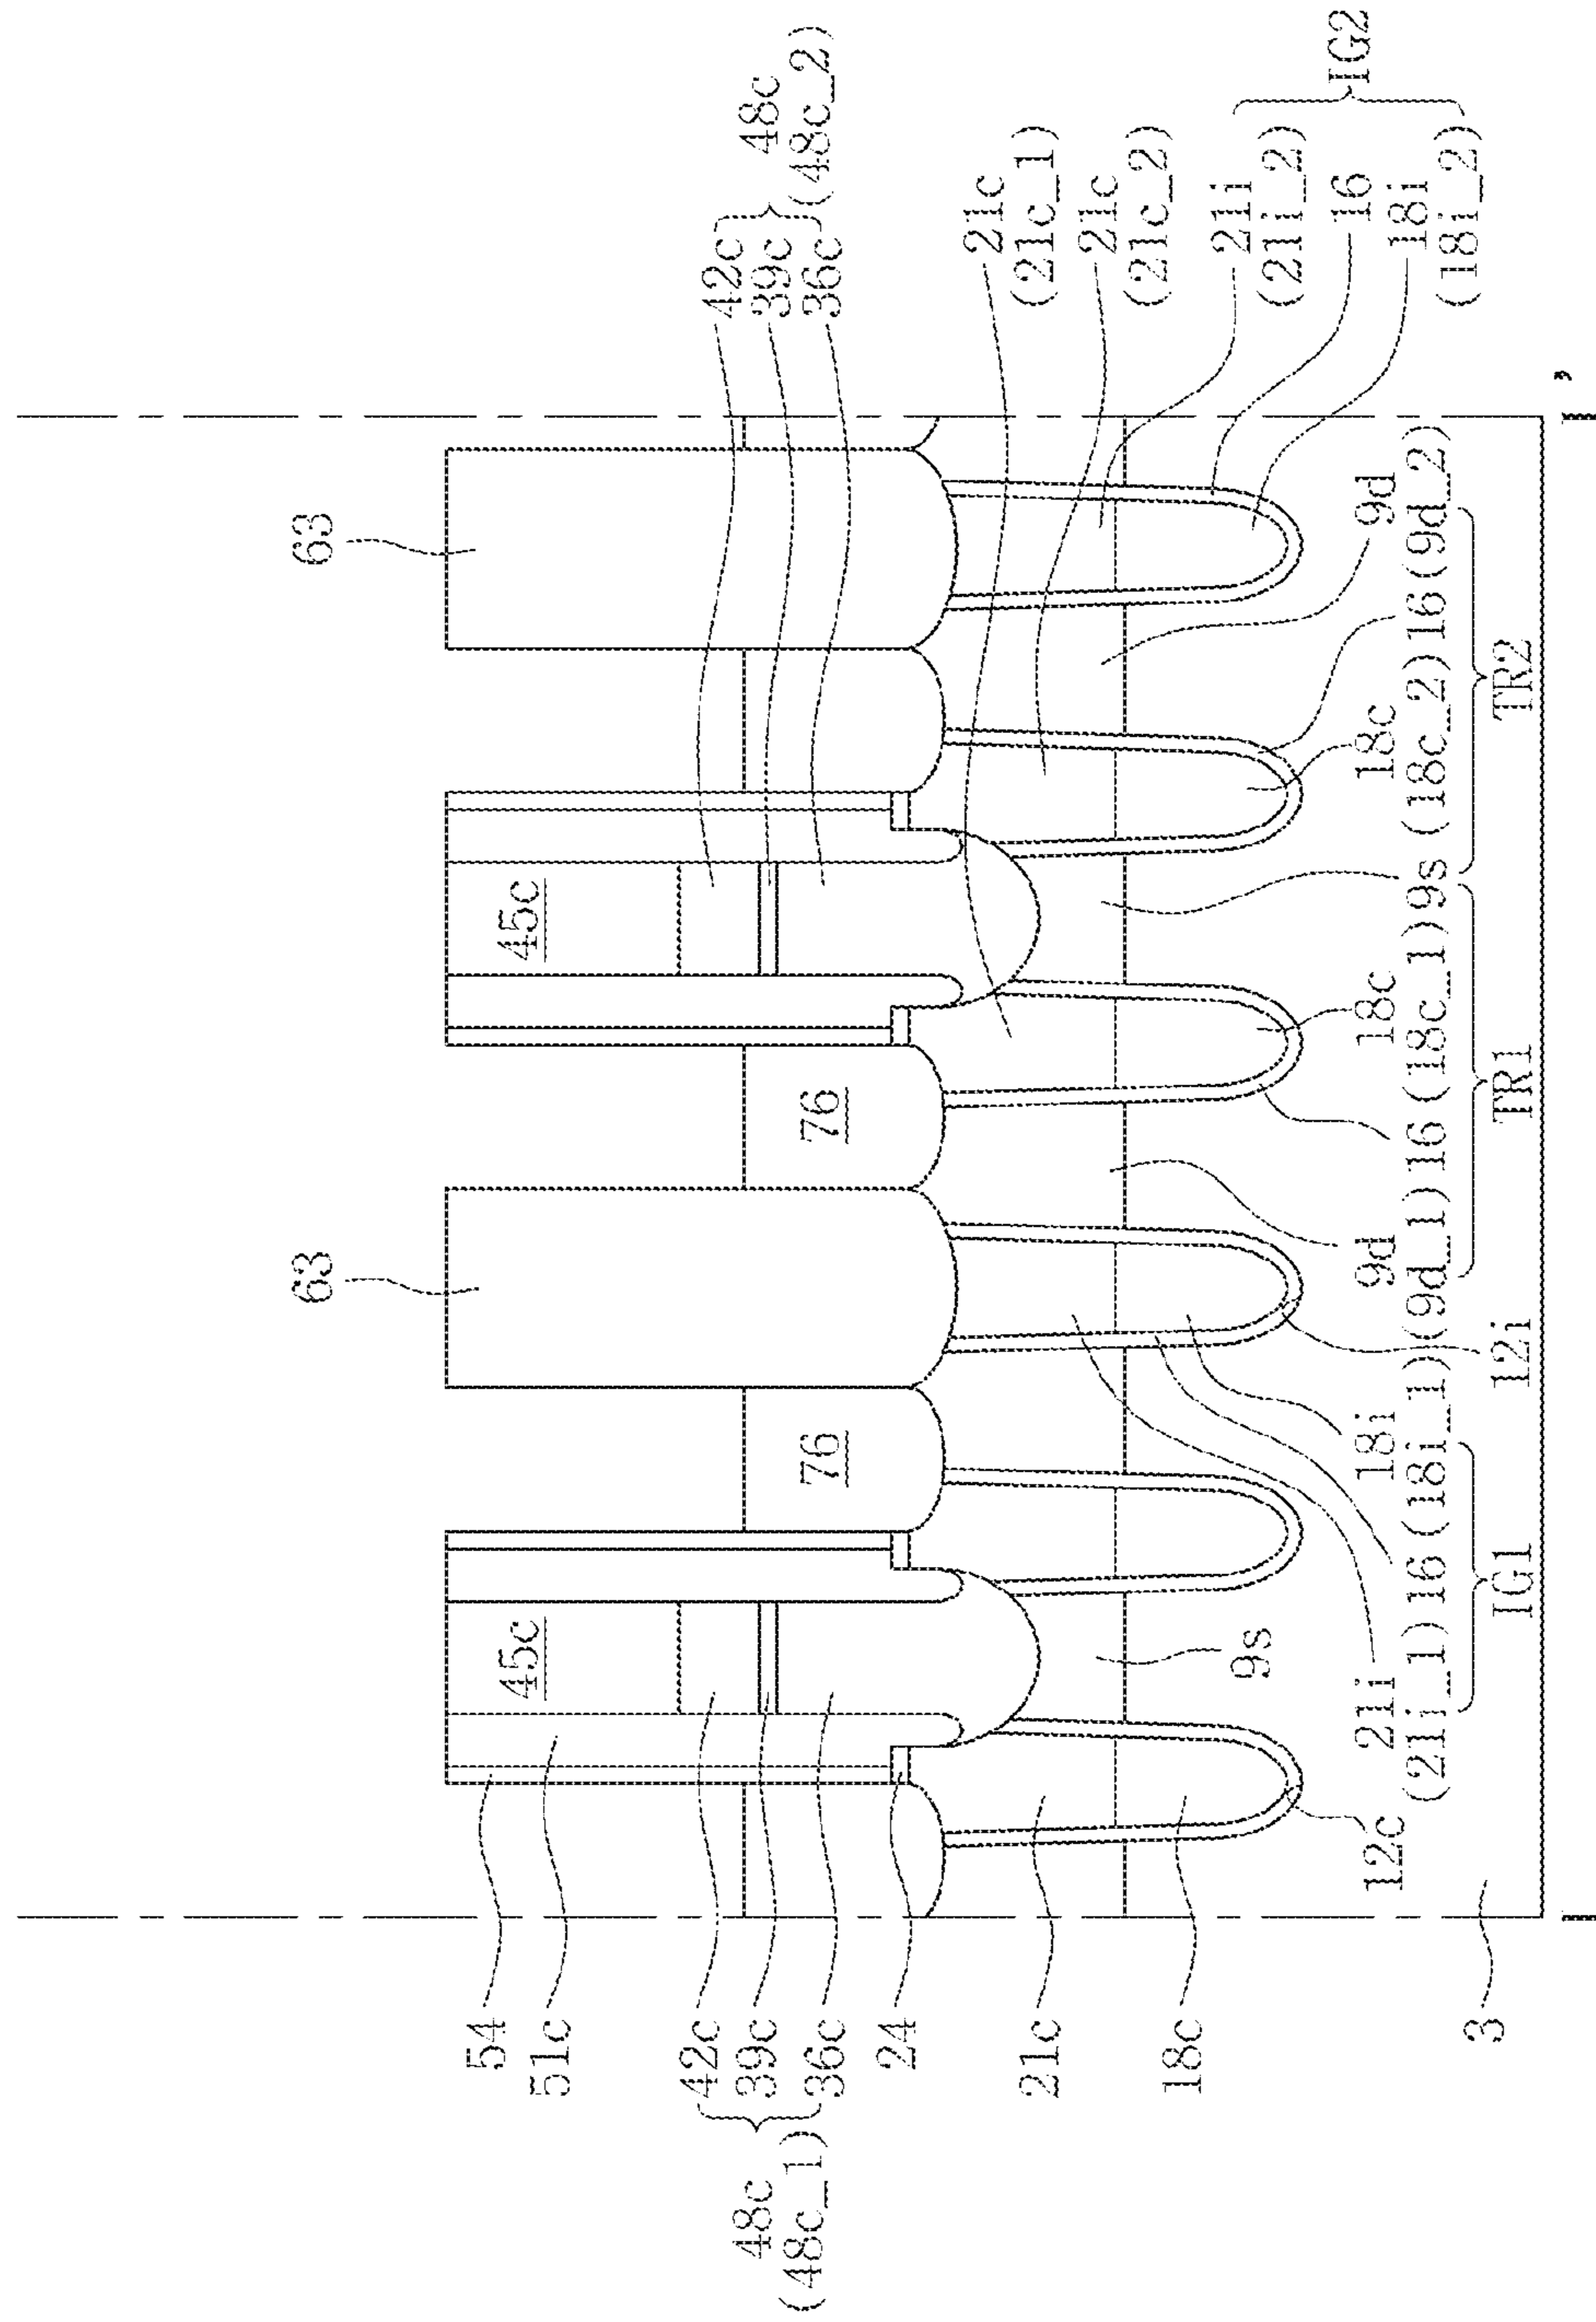 63
63
42c
39c
36c
48c
(48c_2)
21c
(21c_1)
21c
(21c_2)
21i
(21i_2)
16
18i
(18i_2)
IG2
54
51c
42c
39c
36c
48c
(48c_1)
24
21c
18c
3
45c
45c
76
76
9s
12c
21i
18i
9d
18c
18c
9d
(21i_1) 16 (18i_1) (9d_1) 16 (18c_1) 9s (18c_2) 16 (9d_2)
12i
IG1
TR1
TR2
I
I'